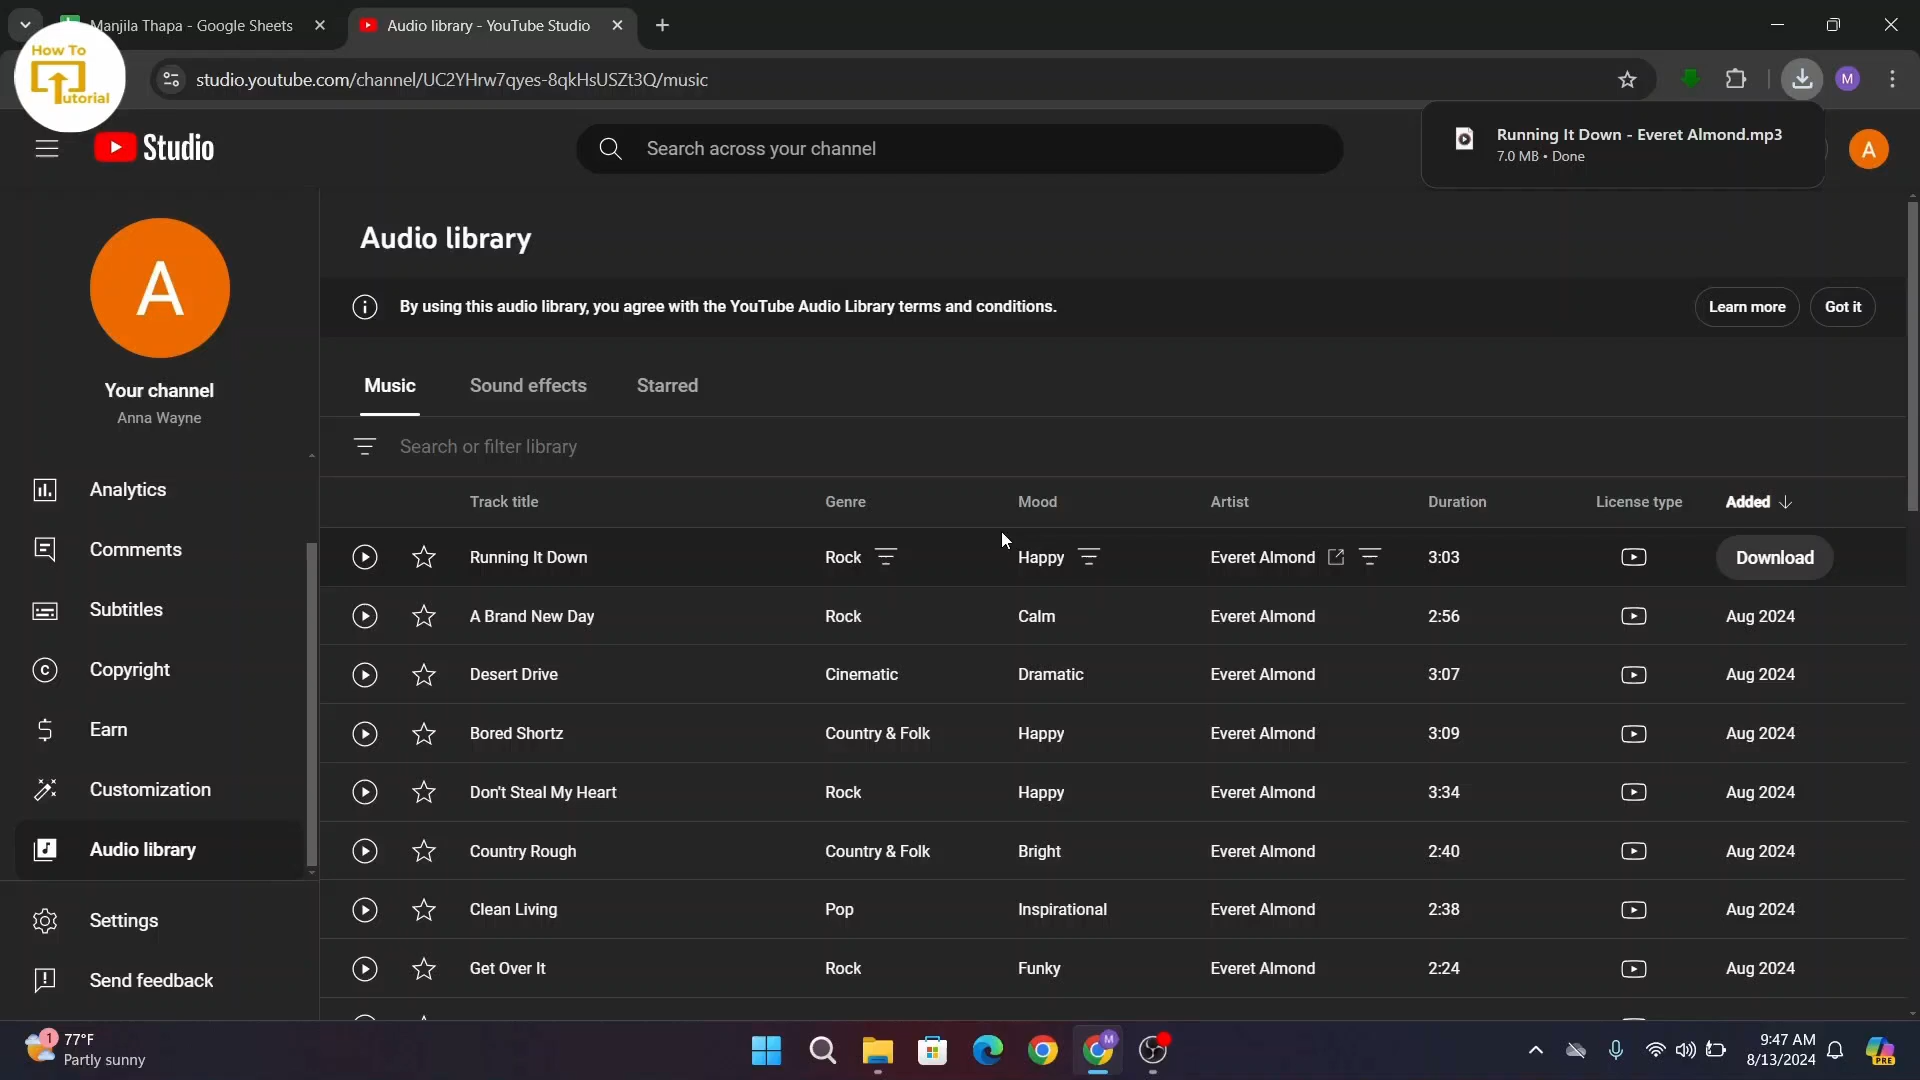 Manjila Thapa - Google Sheets
Audio library - YouTube Studio
How To
utorial
studio.youtube.com/channel/UC2YHrw7qyes-8qkHsUSZt3Q/music
M
Studio
Search across your channel
Running It Down - Everet Almond.mp3
7.0 MB • Done
A
A
Your channel
Anna Wayne
Analytics
Comments
Subtitles
Copyright
Earn
Customization
Audio library
Settings
Send feedback
Audio library
By using this audio library, you agree with the YouTube Audio Library terms and conditions.
Learn more
Got it
Music Sound effects Starred
Search or filter library
Track title Genre Mood Artist Duration License type Added
Running It Down Rock Happy Everet Almond 3:03 Download
A Brand New Day Rock Calm Everet Almond 2:56 Aug 2024
Desert Drive Cinematic Dramatic Everet Almond 3:07 Aug 2024
Bored Shortz Country & Folk Happy Everet Almond 3:09 Aug 2024
Don't Steal My Heart Rock Happy Everet Almond 3:34 Aug 2024
Country Rough Country & Folk Bright Everet Almond 2:40 Aug 2024
Clean Living Pop Inspirational Everet Almond 2:38 Aug 2024
Get Over It Rock Funky Everet Almond 2:24 Aug 2024
1
77°F
Partly sunny
M
9:47 AM
8/13/2024
PRE